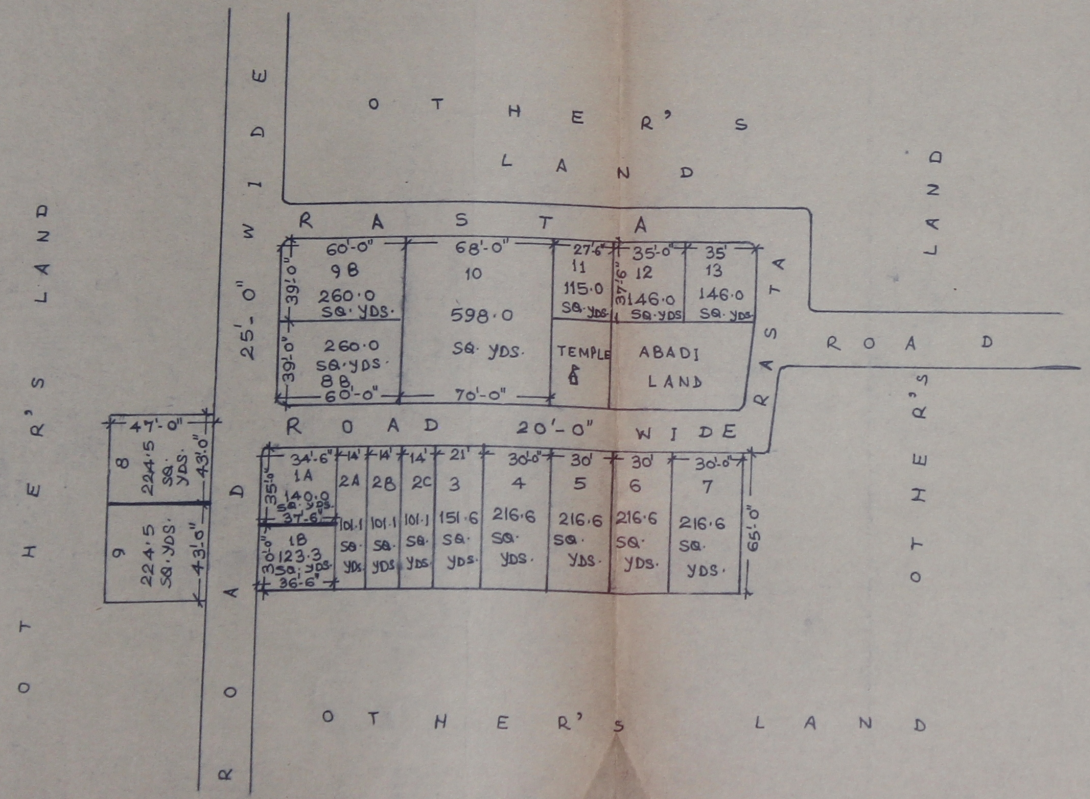 OTHER'S
LAND
OTHER'S LAND
25'-0" WIDE
ROAD
RASTA
60'-0"
39'-0"
9B
260.0
SQ.YDS.
68'-0"
10
598.0
SQ. YDS.
70'-0"
27'6"
11
115.0
SQ.YDS
37'-6"
35'-0"
12
146.0
SQ.YDS
35'
13
146.0
SQ.YDS
39'-0"
260.0
SQ.YDS
8B
60'-0"
TEMPLE
ABADI
LAND
RASTA
ROAD
LAND
OTHER'S
ROAD 20'-0" WIDE
47'-0"
8
224.5
SQ.
YDS.
43'.0"
9
224.5
SQ.YDS.
43'.0"
34'-6"
35'.0"
1A
140.0
SQ.YDS
37'-6"
30'-0"
1B
123.3
SQ.YDS
36'-6"
14'
2A
101.1
SQ.
YDS.
14'
2B
101.1
SQ.
YDS.
14'
2C
101.1
SQ.
YDS.
21'
3
151.6
SQ.
YDS.
30'-0"
4
216.6
SQ.
YDS.
30'
5
216.6
SQ.
YDS.
30'
6
216.6
SQ.
YDS.
30'-0"
7
216.6
SQ.
YDS.
65'-0"
OTHER'S LAND